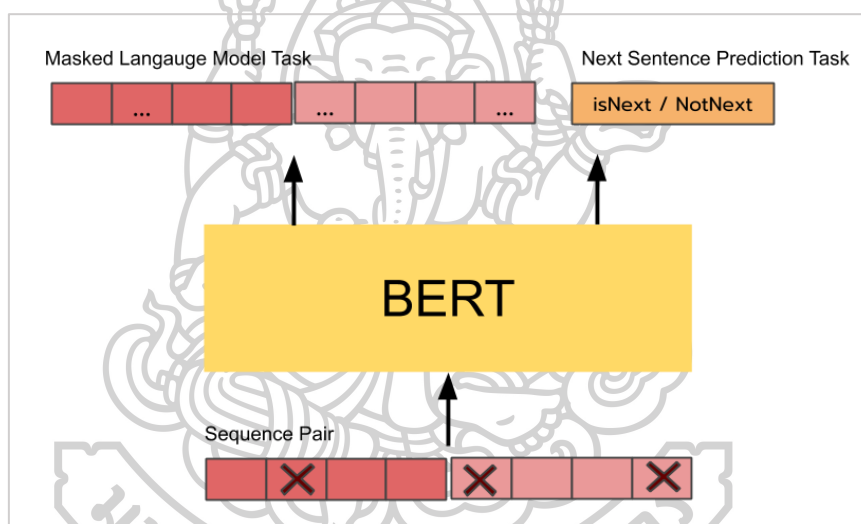 Masked Langauge Model Task
Next Sentence Prediction Task
...
...
...
isNext / NotNext
BERT
Sequence Pair